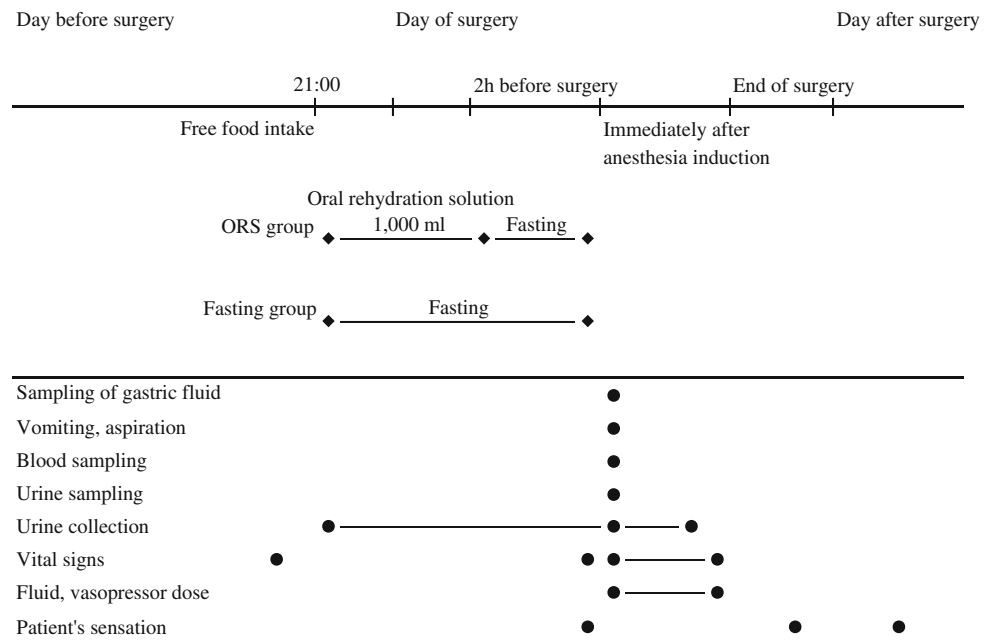 Day before surgery Day of surgery Day after surgery
21:00 2h before surgery End of surgery
Free food intake Immediately after
anesthesia induction
Oral rehydration solution
ORS group 1,000 ml Fasting
Fasting group Fasting
Sampling of gastric fluid
Vomiting, aspiration
Blood sampling
Urine sampling
Urine collection
Vital signs
Fluid, vasopressor dose
Patient's sensation